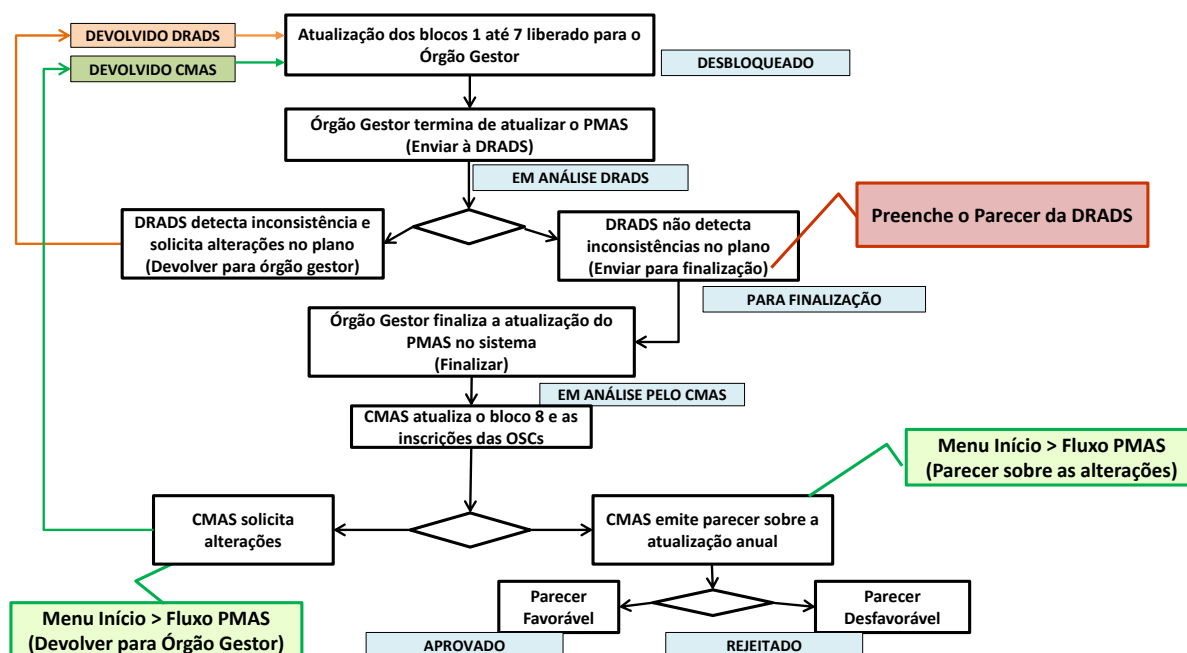 DEVOLVIDO DRADS
DEVOLVIDO CMAS
Atualização dos blocos 1 até 7 liberado para o
Órgão Gestor
DESBLOQUEADO
Órgão Gestor termina de atualizar o PMAS
(Enviar à DRADS)
EM ANÁLISE DRADS
DRADS detecta inconsistência e
solicita alterações no plano
(Devolver para órgão gestor)
DRADS não detecta
inconsistências no plano
(Enviar para finalização)
Preenche o Parecer da DRADS
PARA FINALIZAÇÃO
Órgão Gestor finaliza a atualização do
PMAS no sistema
(Finalizar)
EM ANÁLISE PELO CMAS
CMAS atualiza o bloco 8 e as
inscrições das OSCs
Menu Início > Fluxo PMAS
(Parecer sobre as alterações)
CMAS solicita
alterações
CMAS emite parecer sobre a
atualização anual
Menu Início > Fluxo PMAS
(Devolver para Órgão Gestor)
Parecer
Favorável
Parecer
Desfavorável
APROVADO
REJEITADO